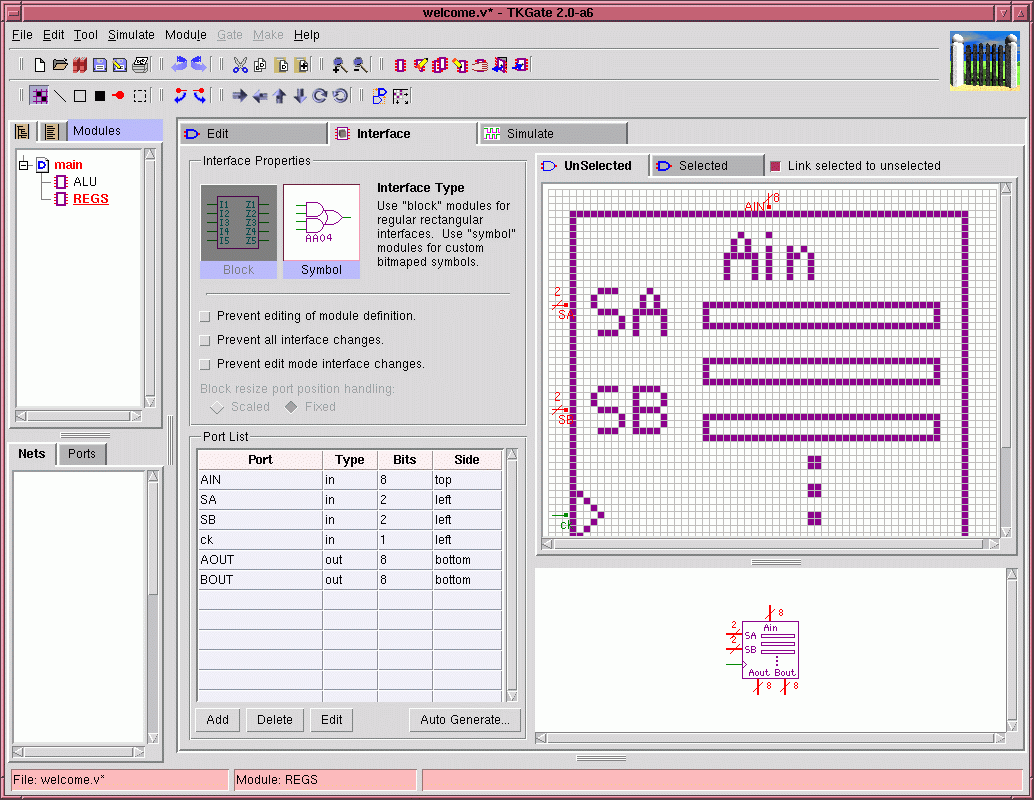 welcome.v* - TKGate 2.0-a6
File Edit Tool Simulate Module Gate Make Help
Modules
main
ALU
REGS
Nets Ports
Edit Interface Simulate
Interface Properties
I1 Z1
I2 Z2
I3 Z3
I4 Z4
I5 Z5
Block
AA04
Symbol
Interface Type
Use "block" modules for
regular rectangular
interfaces. Use "symbol"
modules for custom
bitmaped symbols.
Prevent editing of module definition.
Prevent all interface changes.
Prevent edit mode interface changes.
Block resize port position handling:
Scaled Fixed
Port List
Port Type Bits Side
AIN in 8 top
SA in 2 left
SB in 2 left
ck in 1 left
AOUT out 8 bottom
BOUT out 8 bottom
Add Delete Edit Auto Generate...
UnSelected Selected Link selected to unselected
AIN 8
Ain
2
SA SA
2
SB SB
ck
8
2 Ain
SA
2
SB
Aout Bout
8 8
File: welcome.v* Module: REGS